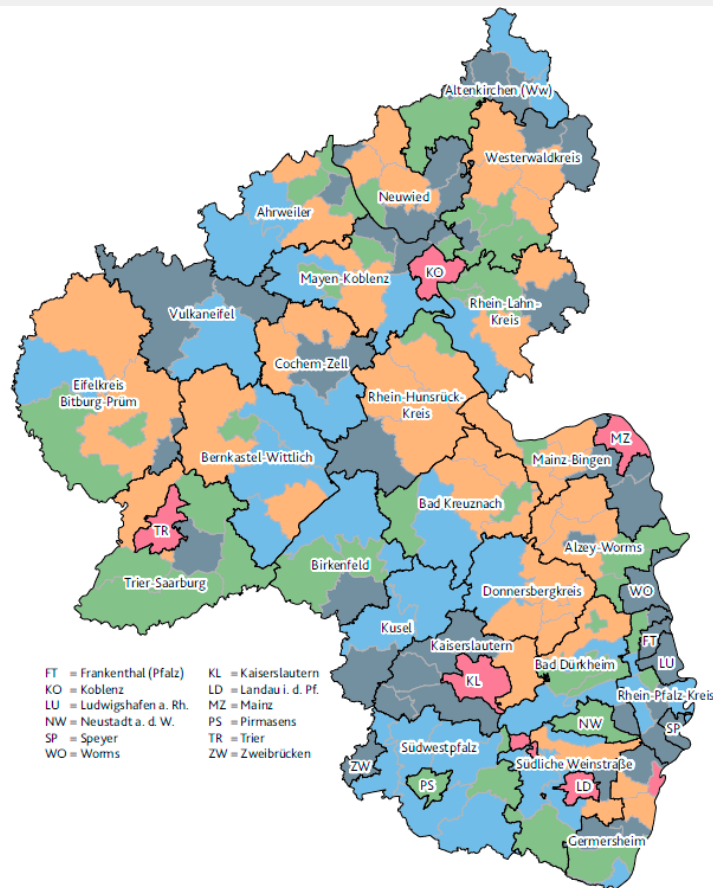 Altenkirchen (Ww)
Westerwaldkreis
Neuwied
Ahrweiler
KO
Mayen-Koblenz
Rhein-Lahn-
Kreis
Vulkaneifel
Cochem-Zell
Eifelkreis
Bitburg-Prüm
Rhein-Hunsrück-
Kreis
MZ
Mainz-Bingen
Bernkastel-Wittlich
Bad Kreuznach
TR
Alzey-Worms
Birkenfeld
Trier-Saarburg
Donnersbergkreis
WO
Kusel
Kaiserslautern
FT
LU
Bad Dürkheim
KL
Rhein-Pfalz-Kreis
NW
SP
Südwestpfalz
ZW
Südliche Weinstraße
PS
LD
Germersheim
FT = Frankenthal (Pfalz)
KO = Koblenz
LU = Ludwigshafen a. Rh.
NW = Neustadt a. d. W.
SP = Speyer
WO = Worms
KL = Kaiserslautern
LD = Landau i. d. Pf.
MZ = Mainz
PS = Pirmasens
TR = Trier
ZW = Zweibrücken